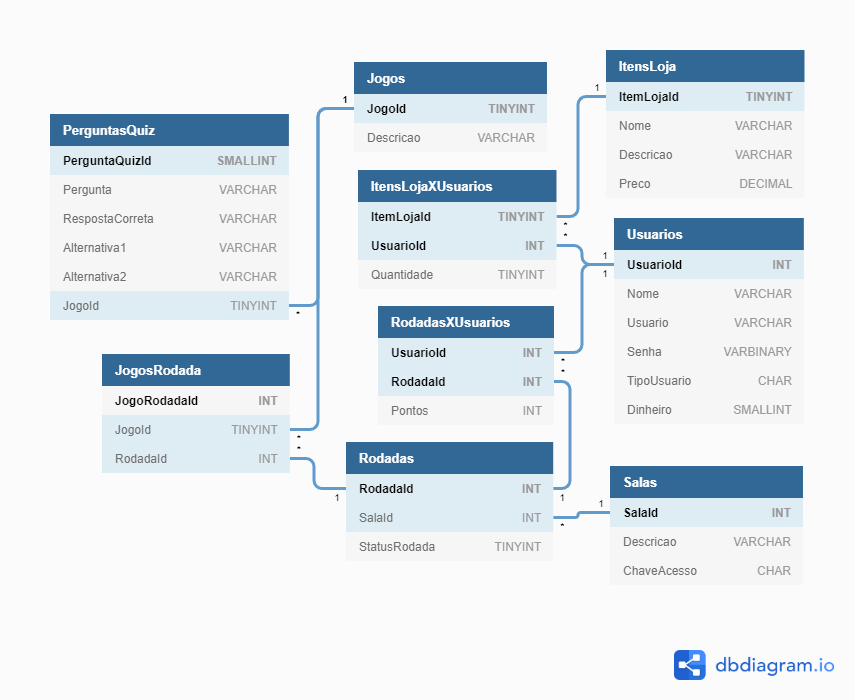 Jogos
JogoId TINYINT
Descricao VARCHAR
ItensLoja
ItemLojaId TINYINT
Nome VARCHAR
Descricao VARCHAR
Preco DECIMAL
PerguntasQuiz
PerguntaQuizId SMALLINT
Pergunta VARCHAR
RespostaCorreta VARCHAR
Alternativa1 VARCHAR
Alternativa2 VARCHAR
JogoId TINYINT
ItensLojaXUsuarios
ItemLojaId TINYINT
UsuarioId INT
Quantidade TINYINT
Usuarios
UsuarioId INT
Nome VARCHAR
Usuario VARCHAR
Senha VARBINARY
TipoUsuario CHAR
Dinheiro SMALLINT
RodadasXUsuarios
UsuarioId INT
RodadaId INT
Pontos INT
JogosRodada
JogoRodadaId INT
JogoId TINYINT
RodadaId INT
Rodadas
RodadaId INT
SalaId INT
StatusRodada TINYINT
Salas
SalaId INT
Descricao VARCHAR
ChaveAcesso CHAR
1
1
*
*
1
1
*
*
*
*
*
1
1
1
*
dbdiagram.io